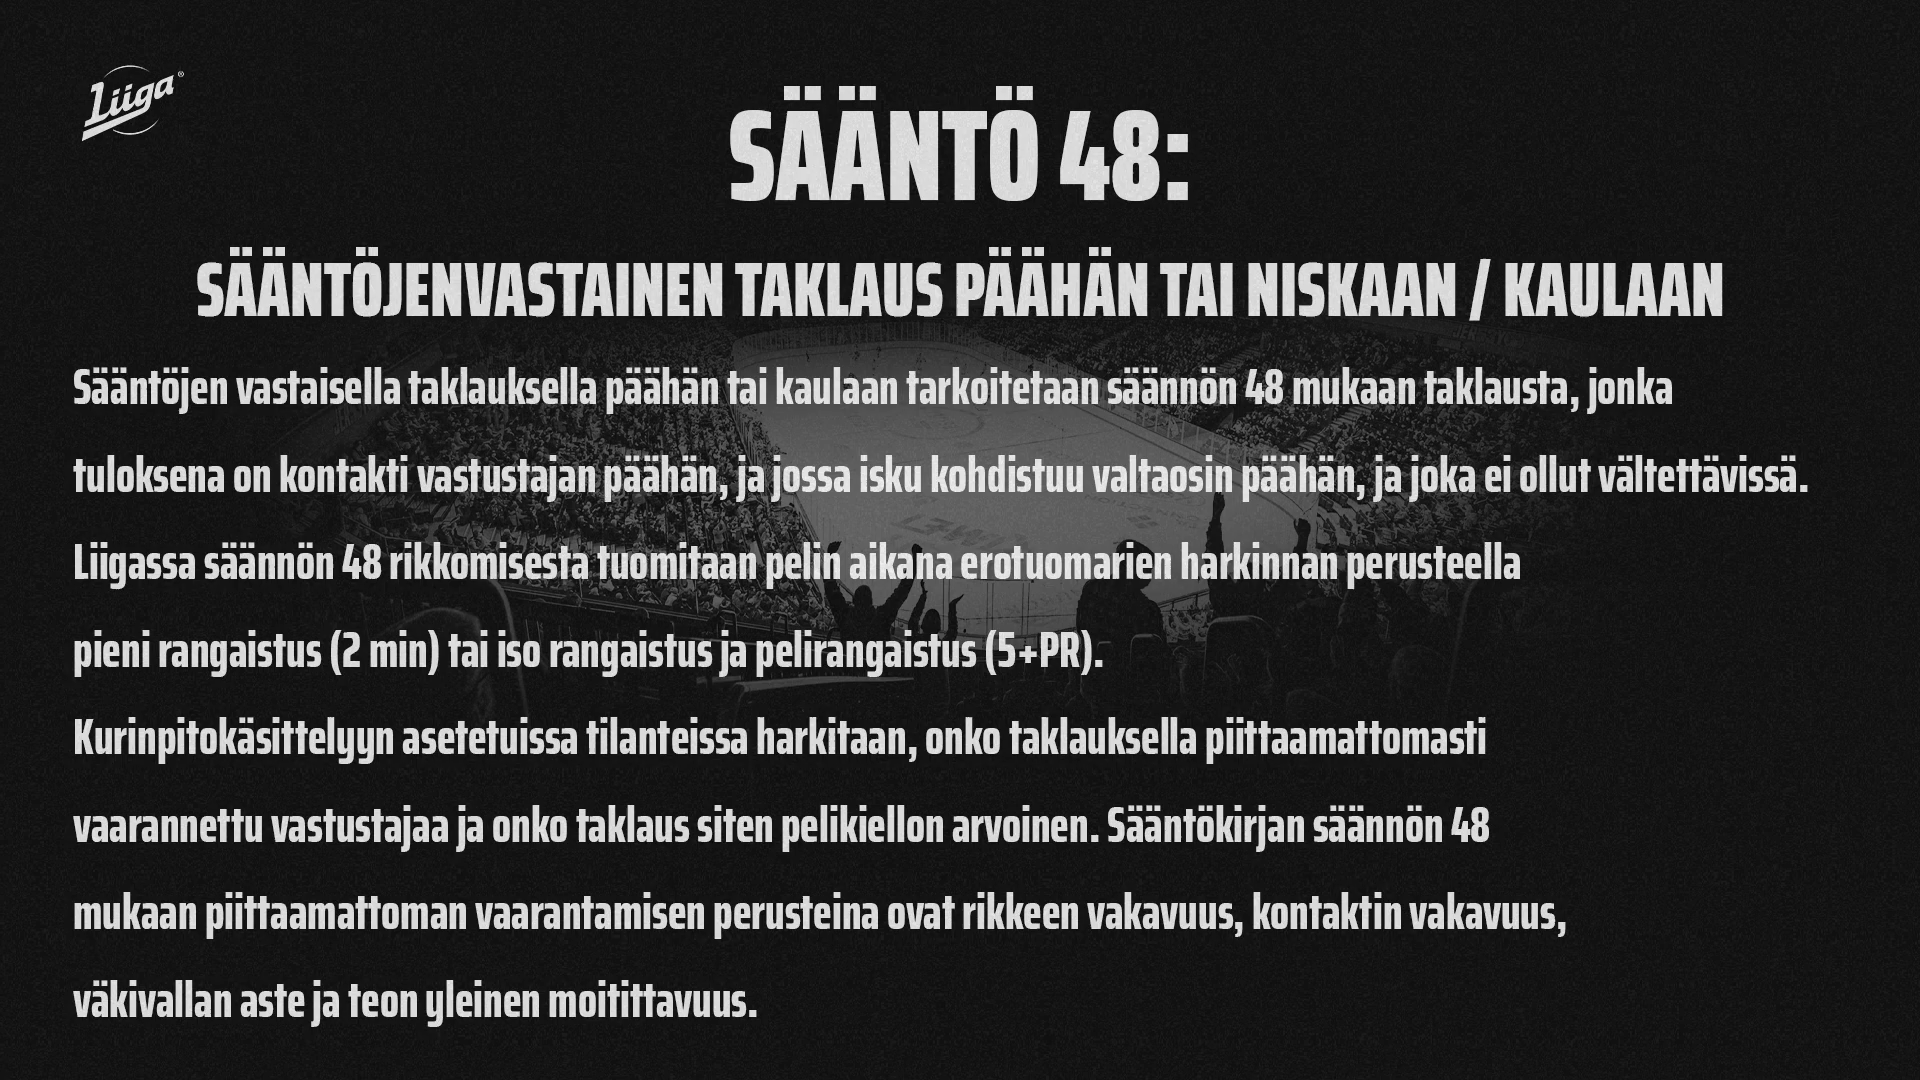 Liiga®
SÄÄNTÖ 48:
SÄÄNTÖJENVASTAINEN TAKLAUS PÄÄHÄN TAI NISKAAN / KAULAAN
Sääntöjen vastaisella taklauksella päähän tai kaulaan tarkoitetaan säännön 48 mukaan taklausta, jonka
tuloksena on kontakti vastustajan päähän, ja jossa isku kohdistuu valtaosin päähän, ja joka ei ollut vältettävissä.
Liigassa säännön 48 rikkomisesta tuomitaan pelin aikana erotuomarien harkinnan perusteella
pieni rangaistus (2 min) tai iso rangaistus ja pelirangaistus (5+PR).
Kurinpitokäsittelyyn asetetuissa tilanteissa harkitaan, onko taklauksella piittaamattomasti
vaarannettu vastustajaa ja onko taklaus siten pelikiellon arvoinen. Sääntökirjan säännön 48
mukaan piittaamattoman vaarantamisen perusteina ovat rikkeen vakavuus, kontaktin vakavuus,
väkivallan aste ja teon yleinen moitittavuus.